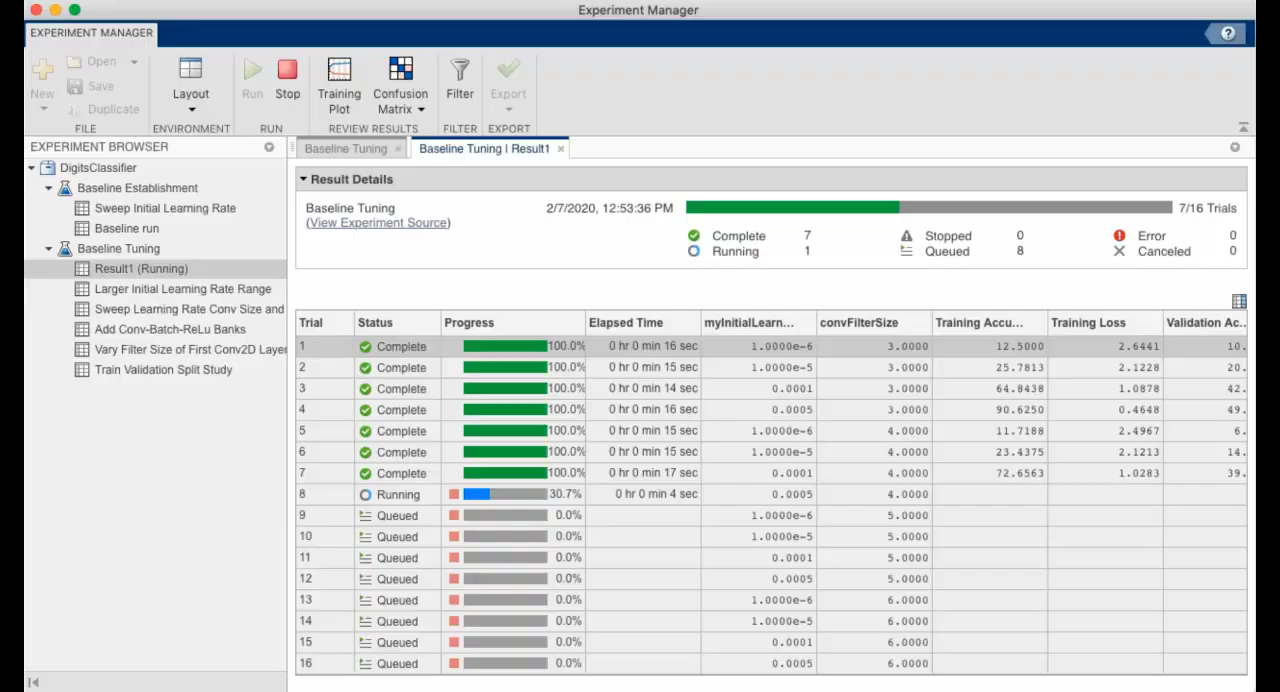 Experiment Manager
EXPERIMENT MANAGER
?
New
Open
Save
Duplicate
FILE
Layout
ENVIRONMENT
Run
Stop
RUN
Training Plot
Confusion Matrix
REVIEW RESULTS
Filter
FILTER
Export
EXPORT
EXPERIMENT BROWSER
DigitsClassifier
Baseline Establishment
Sweep Initial Learning Rate
Baseline run
Baseline Tuning
Result1 (Running)
Larger Initial Learning Rate Range
Sweep Learning Rate Conv Size and
Add Conv-Batch-ReLu Banks
Vary Filter Size of First Conv2D Layer
Train Validation Split Study
Baseline Tuning × Baseline Tuning | Result1 ×
Result Details
Baseline Tuning 2/7/2020, 12:53:36 PM 7/16 Trials
(View Experiment Source)
Complete 7 Stopped 0 Error 0
Running 1 Queued 8 Canceled 0
Trial Status Progress Elapsed Time myInitialLearn... convFilterSize Training Accu... Training Loss Validation Ac..
1 Complete 100.0% 0 hr 0 min 16 sec 1.0000e-6 3.0000 12.5000 2.6441 10.
2 Complete 100.0% 0 hr 0 min 15 sec 1.0000e-5 3.0000 25.7813 2.1228 20.
3 Complete 100.0% 0 hr 0 min 14 sec 0.0001 3.0000 64.8438 1.0878 42.
4 Complete 100.0% 0 hr 0 min 16 sec 0.0005 3.0000 90.6250 0.4648 49.
5 Complete 100.0% 0 hr 0 min 15 sec 1.0000e-6 4.0000 11.7188 2.4967 6.
6 Complete 100.0% 0 hr 0 min 15 sec 1.0000e-5 4.0000 23.4375 2.1213 14.
7 Complete 100.0% 0 hr 0 min 17 sec 0.0001 4.0000 72.6563 1.0283 39.
8 Running 30.7% 0 hr 0 min 4 sec 0.0005 4.0000
9 Queued 0.0% 1.0000e-6 5.0000
10 Queued 0.0% 1.0000e-5 5.0000
11 Queued 0.0% 0.0001 5.0000
12 Queued 0.0% 0.0005 5.0000
13 Queued 0.0% 1.0000e-6 6.0000
14 Queued 0.0% 1.0000e-5 6.0000
15 Queued 0.0% 0.0001 6.0000
16 Queued 0.0% 0.0005 6.0000